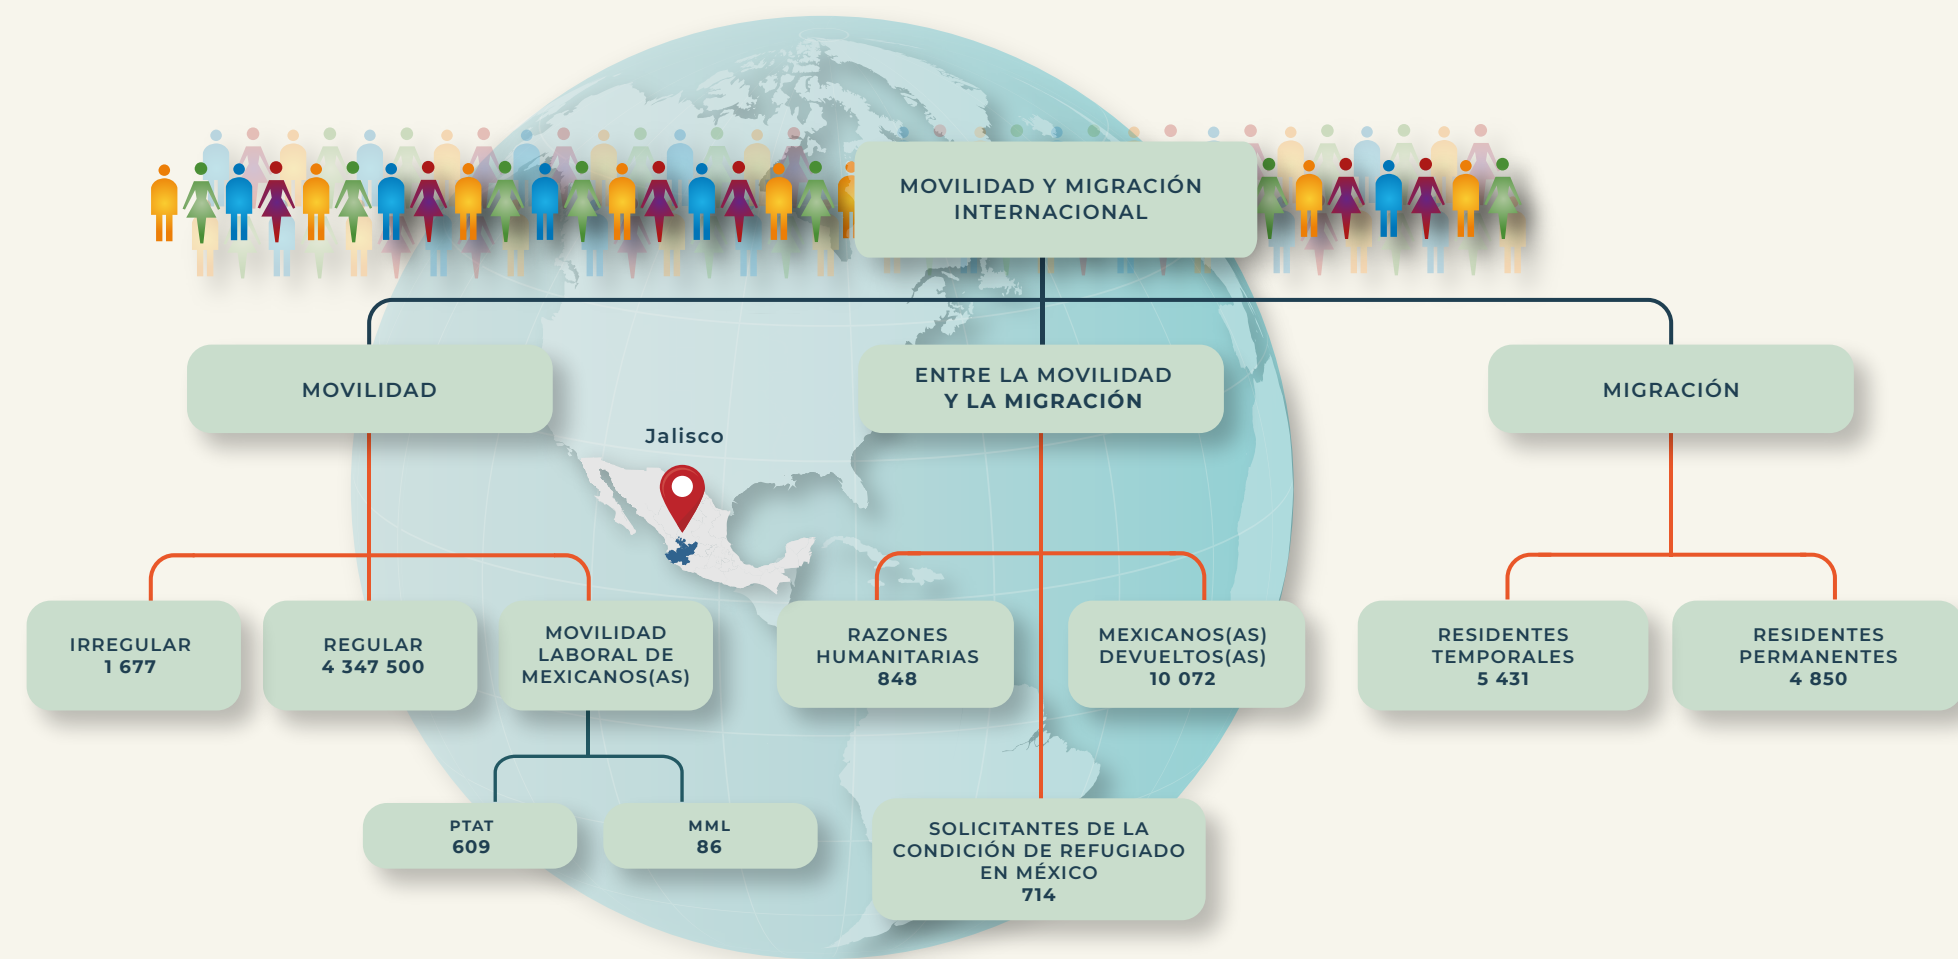 MOVILIDAD Y MIGRACIÓN
INTERNACIONAL
MOVILIDAD
ENTRE LA MOVILIDAD
Y LA MIGRACIÓN
MIGRACIÓN
Jalisco
IRREGULAR
1 677
REGULAR
4 347 500
MOVILIDAD
LABORAL DE
MEXICANOS(AS)
RAZONES
HUMANITARIAS
848
MEXICANOS(AS)
DEVUELTOS(AS)
10 072
RESIDENTES
TEMPORALES
5 431
RESIDENTES
PERMANENTES
4 850
PTAT
609
MML
86
SOLICITANTES DE LA
CONDICIÓN DE REFUGIADO
EN MÉXICO
714